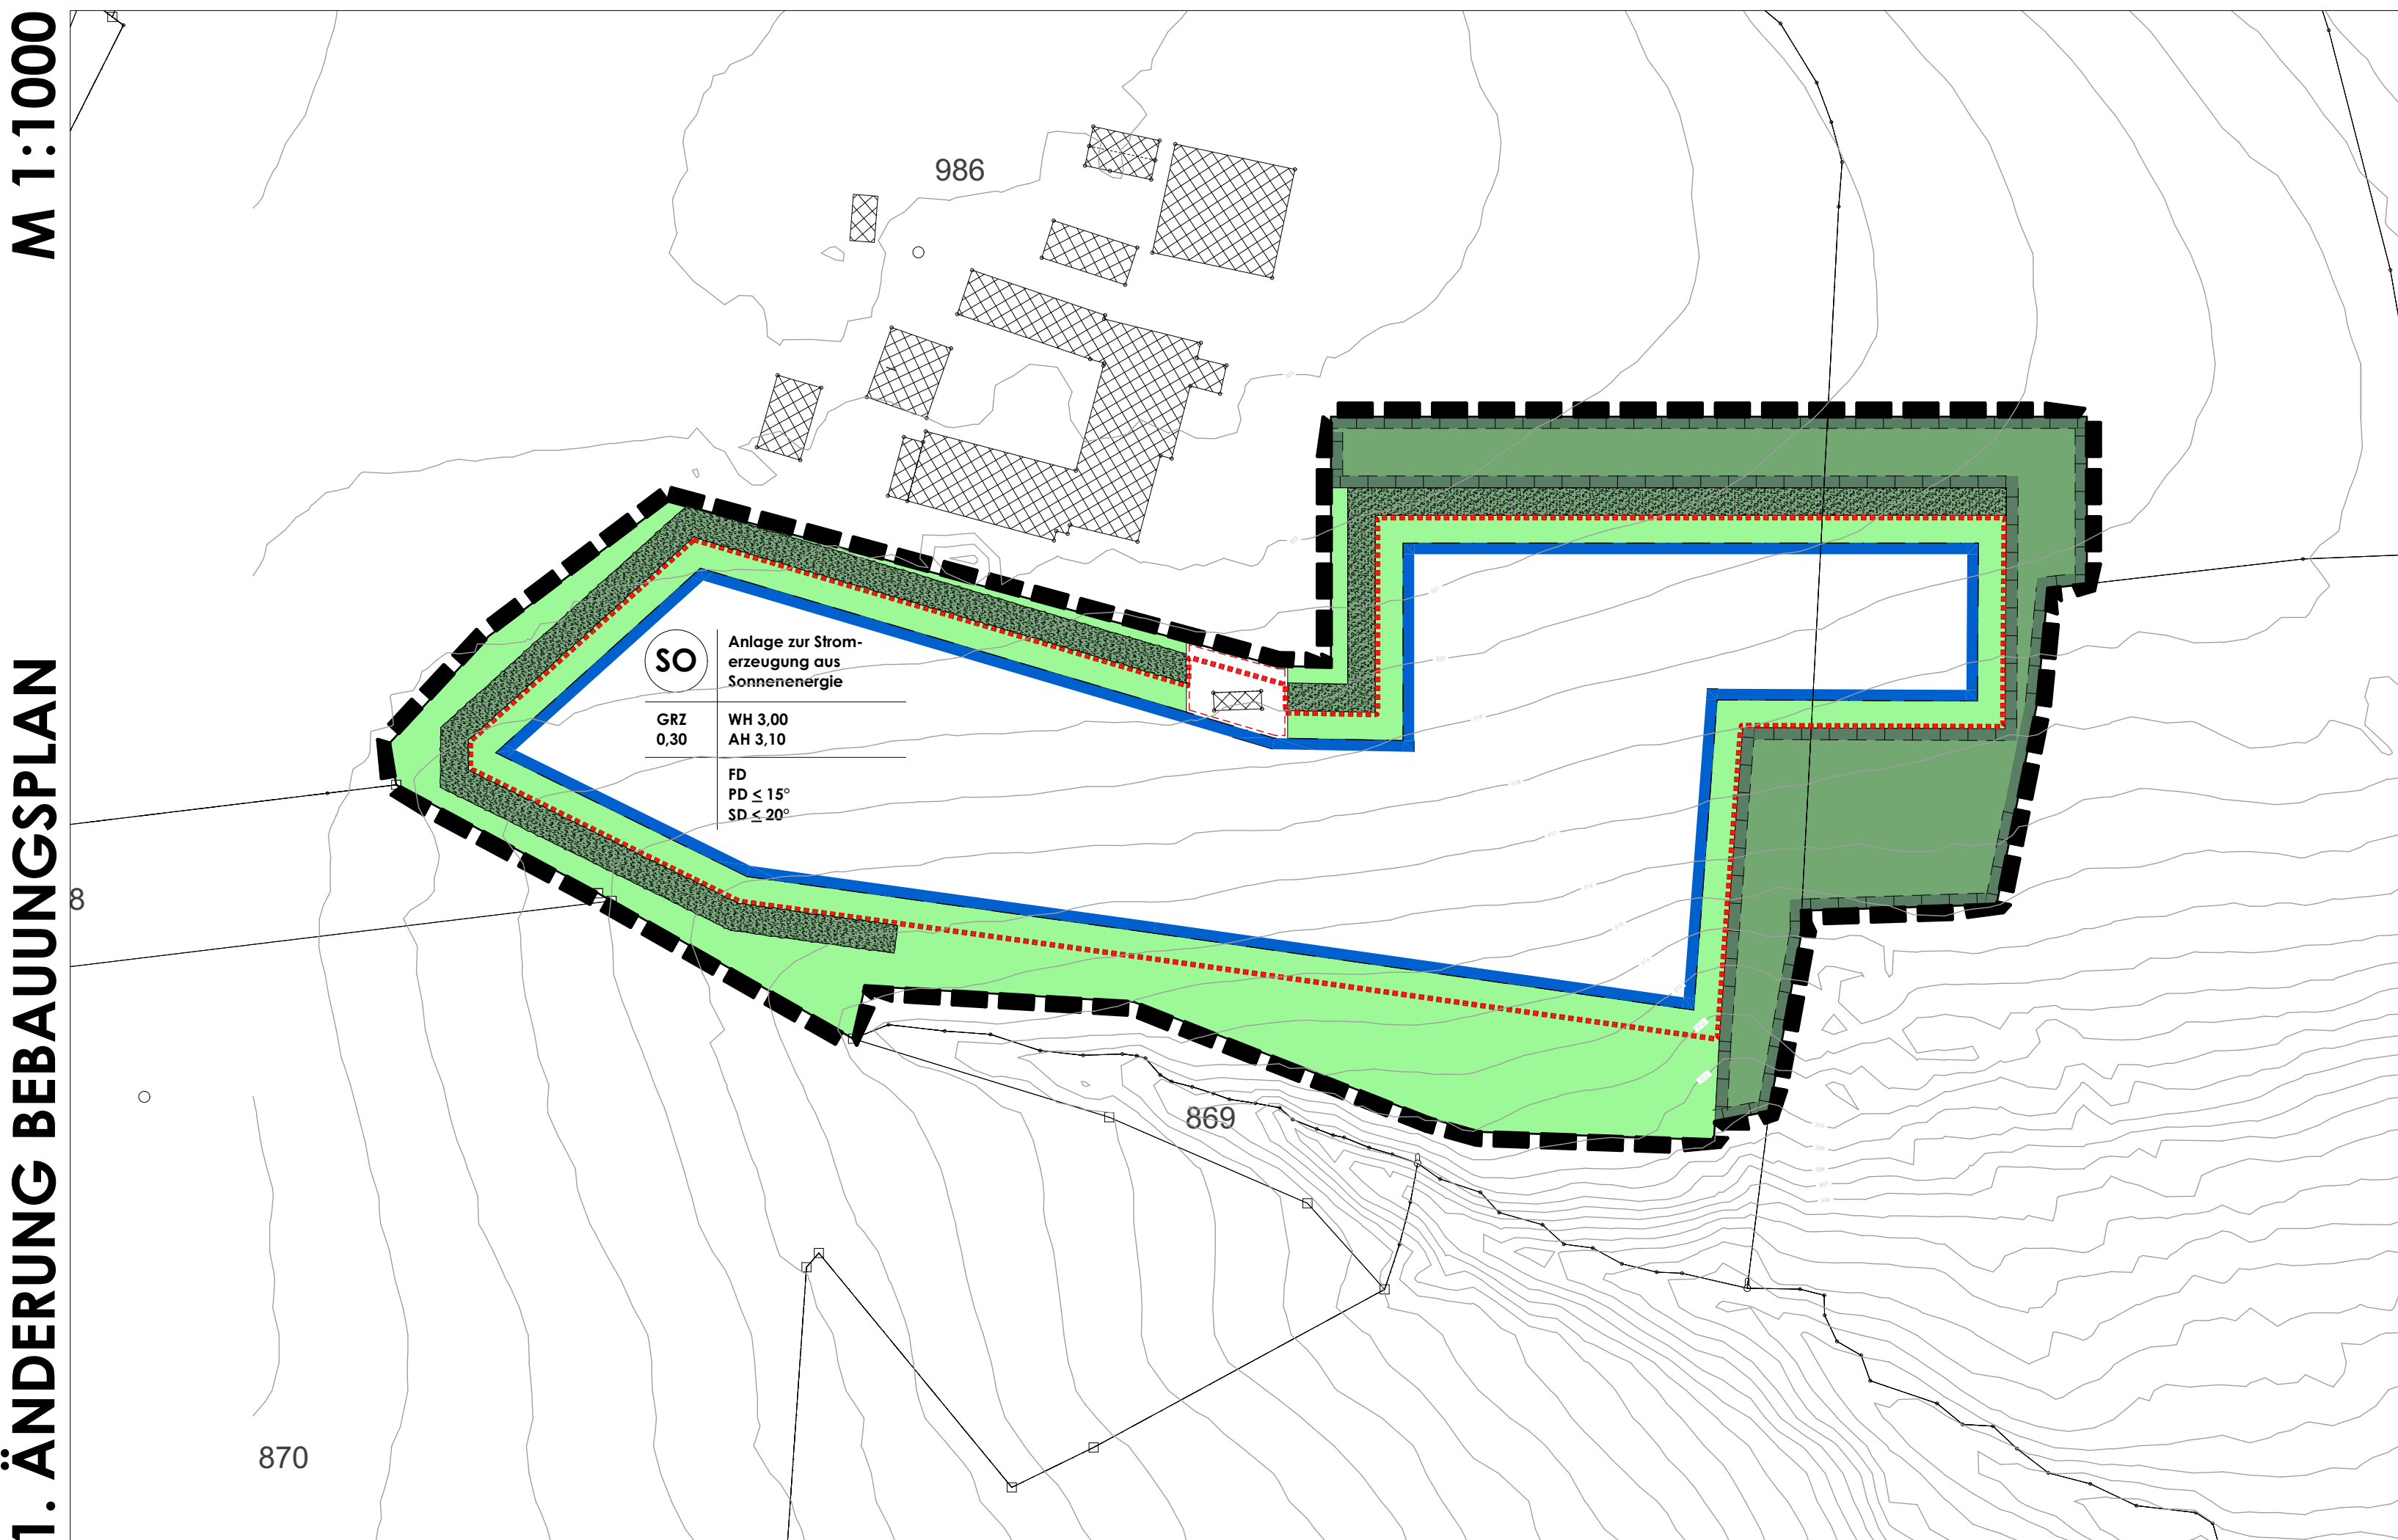 1. ÄNDERUNG BEBAUUNGSPLAN M 1:1000
986
SO
Anlage zur Strom-
erzeugung aus
Sonnenenergie
GRZ
0,30
WH 3,00
AH 3,10
FD
PD ≤ 15°
SD ≤ 20°
8
869
870